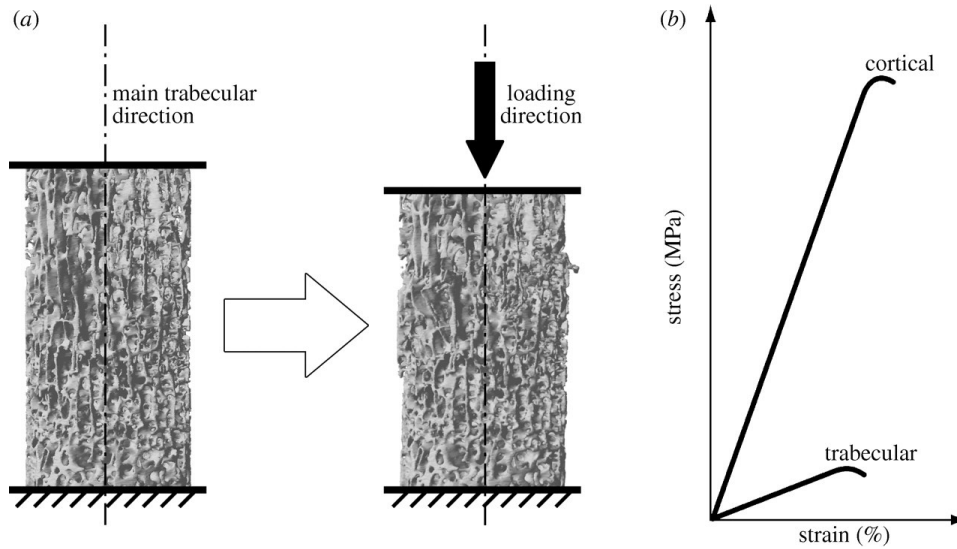 (a)
main trabecular
direction
loading
direction
(b)
cortical
trabecular
stress (MPa)
strain (%)